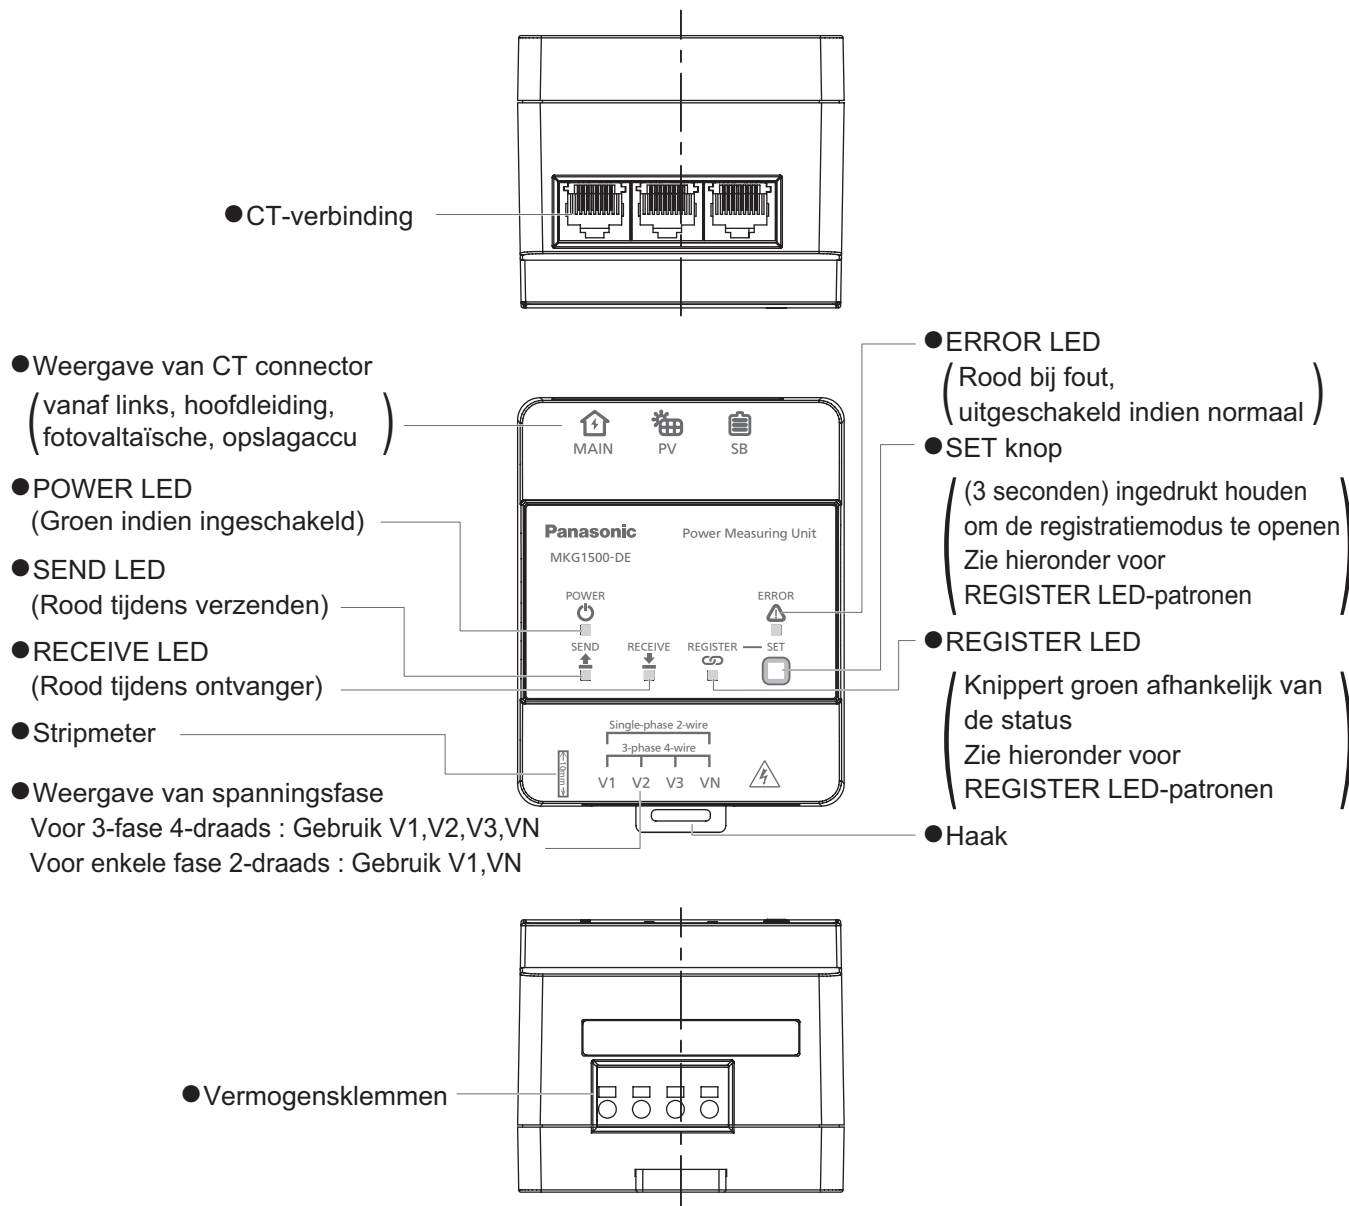 ●CT-verbinding
●Weergave van CT connector
(vanaf links, hoofdleiding,
fotovaltaïsche, opslagaccu)
●POWER LED
(Groen indien ingeschakeld)
●SEND LED
(Rood tijdens verzenden)
●RECEIVE LED
(Rood tijdens ontvanger)
●Stripmeter
●Weergave van spanningsfase
Voor 3-fase 4-draads : Gebruik V1,V2,V3,VN
Voor enkele fase 2-draads : Gebruik V1,VN
MAIN PV SB
Panasonic Power Measuring Unit
MKG1500-DE
POWER ERROR
SEND RECEIVE REGISTER — SET
Single-phase 2-wire
3-phase 4-wire
10mm
V1 V2 V3 VN
●ERROR LED
(Rood bij fout,
uitgeschakeld indien normaal)
●SET knop
((3 seconden) ingedrukt houden
om de registratiemodus te openen
Zie hieronder voor
REGISTER LED-patronen)
●REGISTER LED
(Knippert groen afhankelijk van
de status
Zie hieronder voor
REGISTER LED-patronen)
●Haak
●Vermogensklemmen